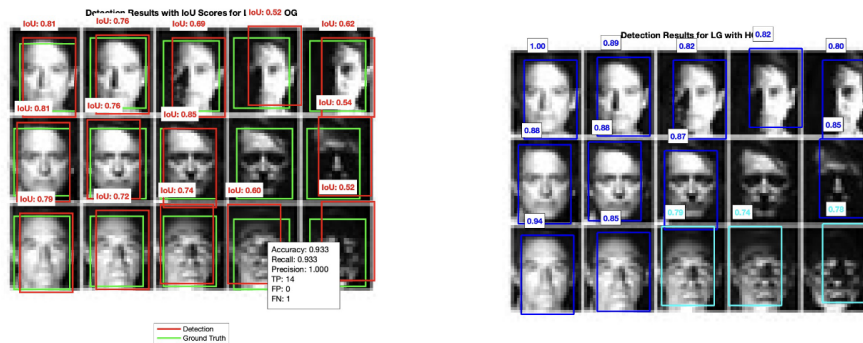 Detection Results with IoU Scores for L OG
IoU: 0.81
IoU: 0.76
IoU: 0.69
IoU: 0.52
IoU: 0.62
IoU: 0.81
IoU: 0.76
IoU: 0.85
IoU: 0.54
IoU: 0.79
IoU: 0.72
IoU: 0.74
IoU: 0.60
IoU: 0.52
Accuracy: 0.933
Recall: 0.933
Precision: 1.000
TP: 14
FP: 0
FN: 1
Detection
Ground Truth
Detection Results for LG with H
1.00
0.89
0.82
0.82
0.80
0.88
0.88
0.87
0.85
0.94
0.85
0.79
0.74
0.78